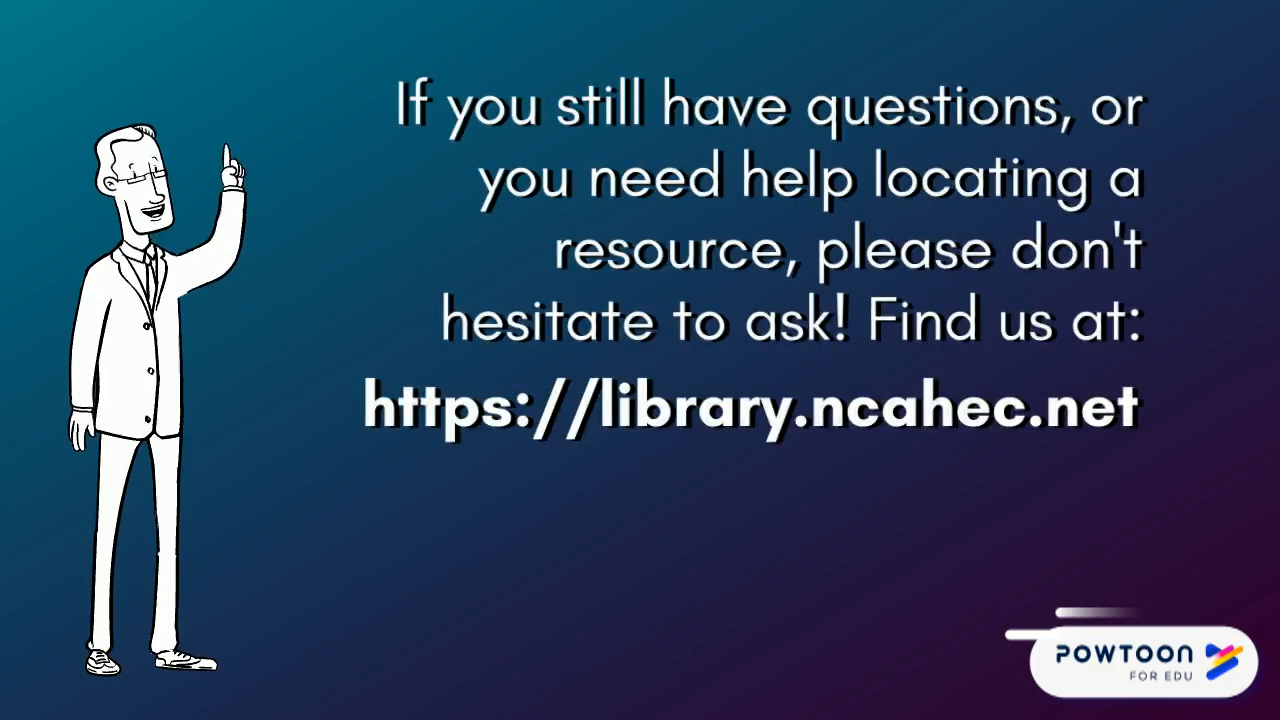 If you still have questions, or
you need help locating a
resource, please don't
hesitate to ask! Find us at:
https://library.ncahec.net
POWTOON
FOR EDU